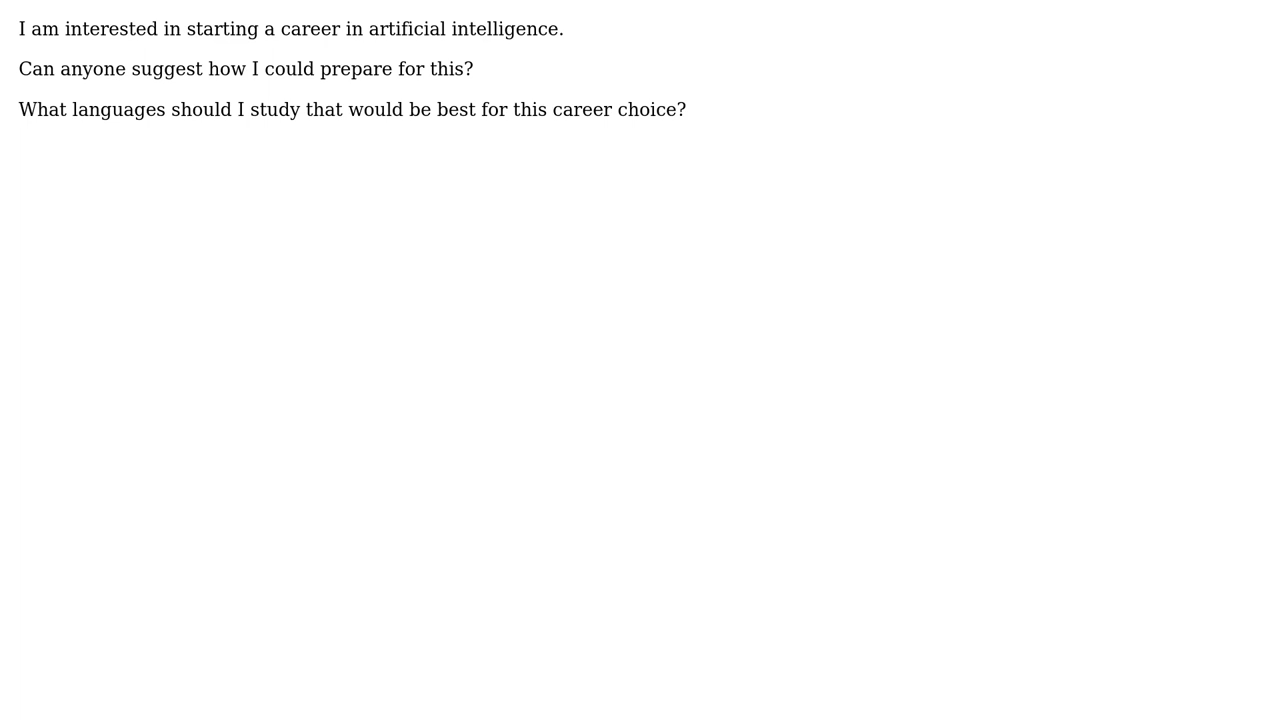 I am interested in starting a career in artificial intelligence.
Can anyone suggest how I could prepare for this?
What languages should I study that would be best for this career choice?